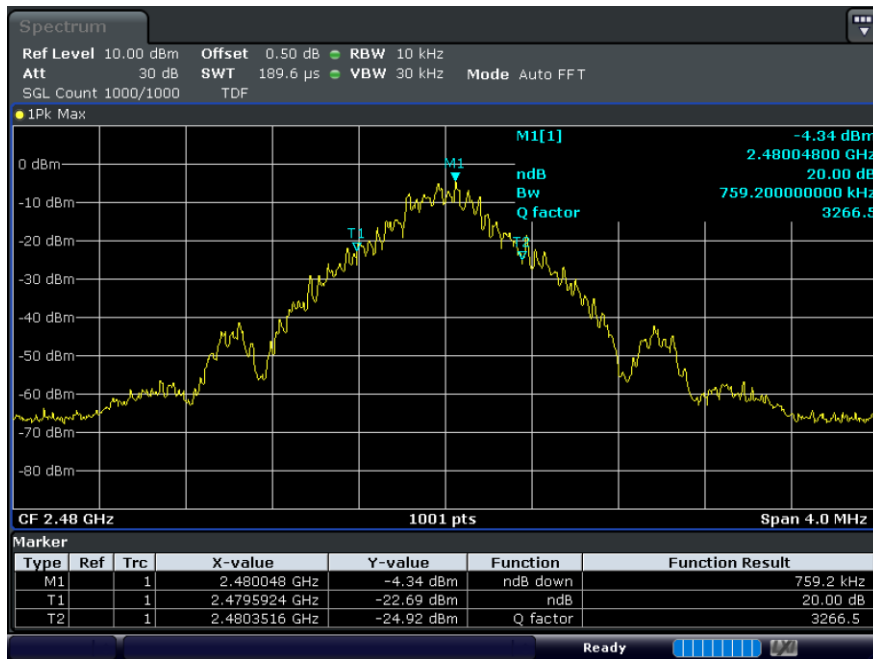 Spectrum
Ref Level 10.00 dBm Offset 0.50 dB RBW 10 kHz
Att 30 dB SWT 189.6 µs VBW 30 kHz Mode Auto FFT
SGL Count 1000/1000 TDF
1Pk Max
M1[1] -4.34 dBm
2.48004800 GHz
ndB 20.00 dB
Bw 759.200000000 kHz
Q factor 3266.5
0 dBm
M1
-10 dBm
T1
-20 dBm
T2
-30 dBm
-40 dBm
-50 dBm
-60 dBm
-70 dBm
-80 dBm
CF 2.48 GHz 1001 pts Span 4.0 MHz
Marker
Type Ref Trc X-value Y-value Function Function Result
M1 1 2.480048 GHz -4.34 dBm ndB down 759.2 kHz
T1 1 2.4795924 GHz -22.69 dBm ndB 20.00 dB
T2 1 2.4803516 GHz -24.92 dBm Q factor 3266.5
Ready